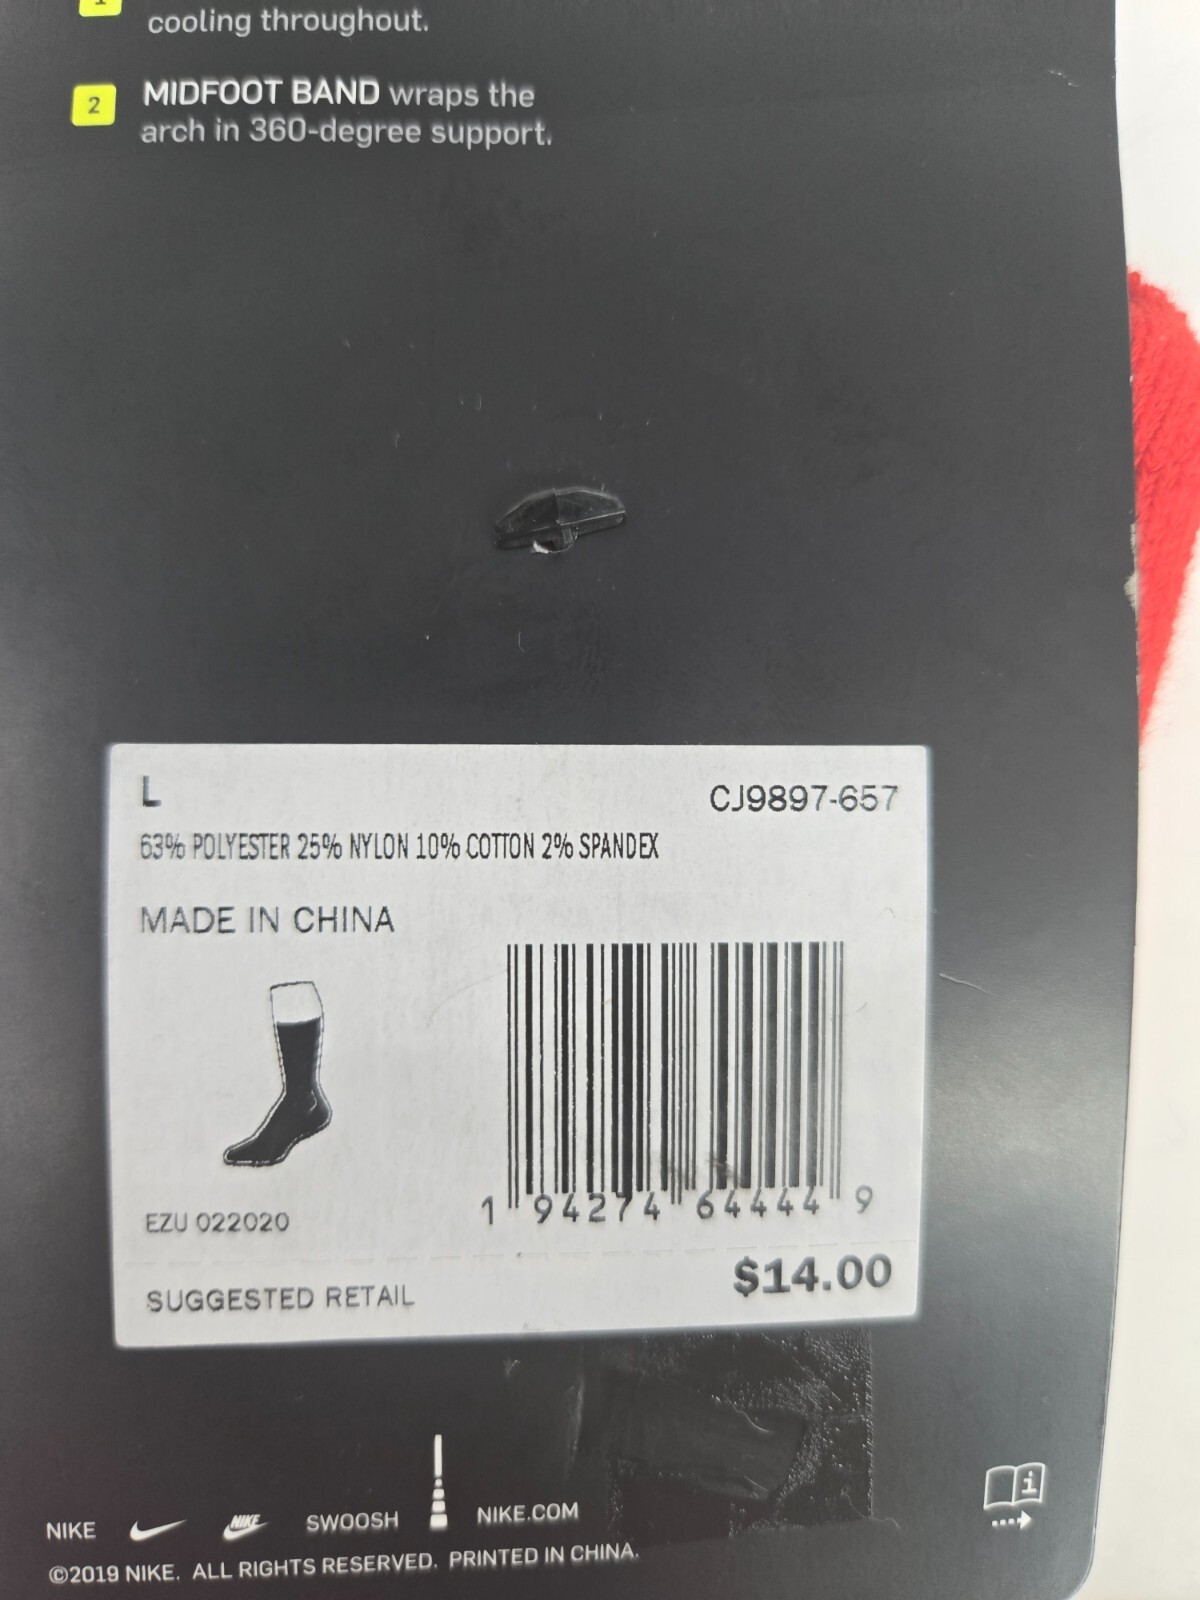 1
cooling throughout.
2
MIDFOOT BAND wraps the
arch in 360-degree support.
L
CJ9897-657
63% POLYESTER 25% NYLON 10% COTTON 2% SPANDEX
MADE IN CHINA
1 94274 64444 9
EZU 022020
SUGGESTED RETAIL
$14.00
NIKE NIKE SWOOSH NIKE.COM
©2019 NIKE. ALL RIGHTS RESERVED. PRINTED IN CHINA.
i